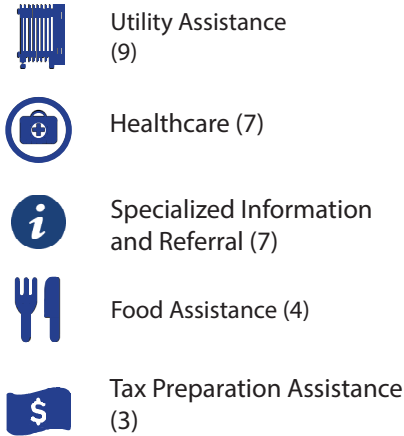 Utility Assistance
(9)
Healthcare (7)
i
Specialized Information
and Referral (7)
Food Assistance (4)
$
Tax Preparation Assistance
(3)